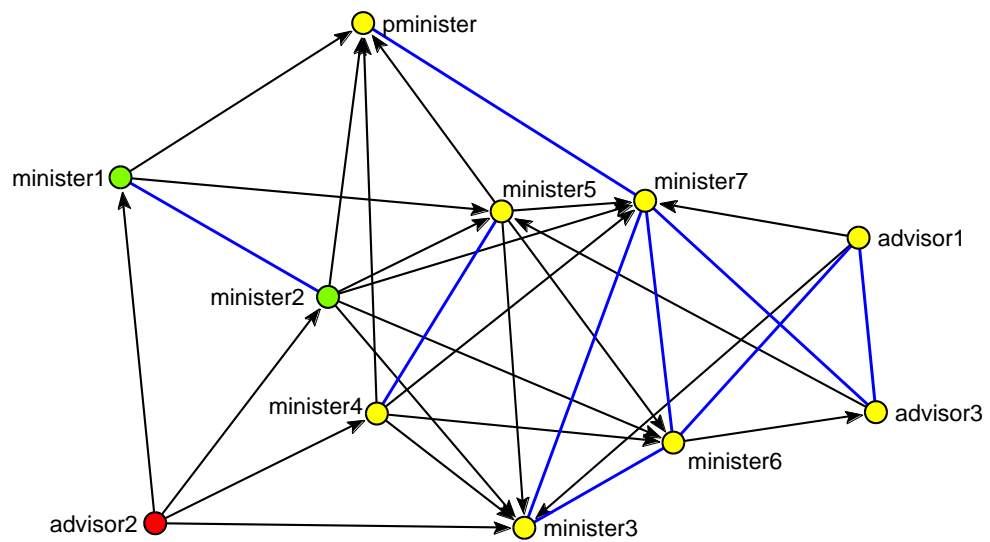 pminister
minister1
minister5
minister7
advisor1
minister2
minister4
advisor3
minister6
advisor2
minister3